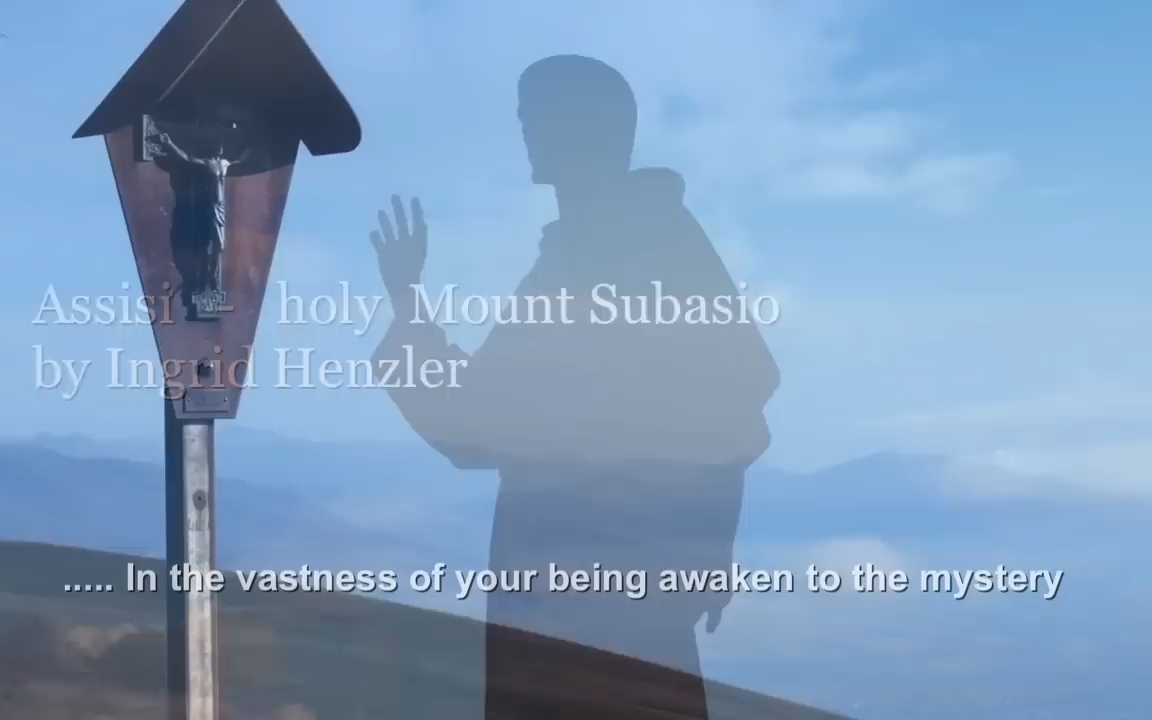 Assisi - holy Mount Subasio
by Ingrid Henzler
..... In the vastness of your being awaken to the mystery